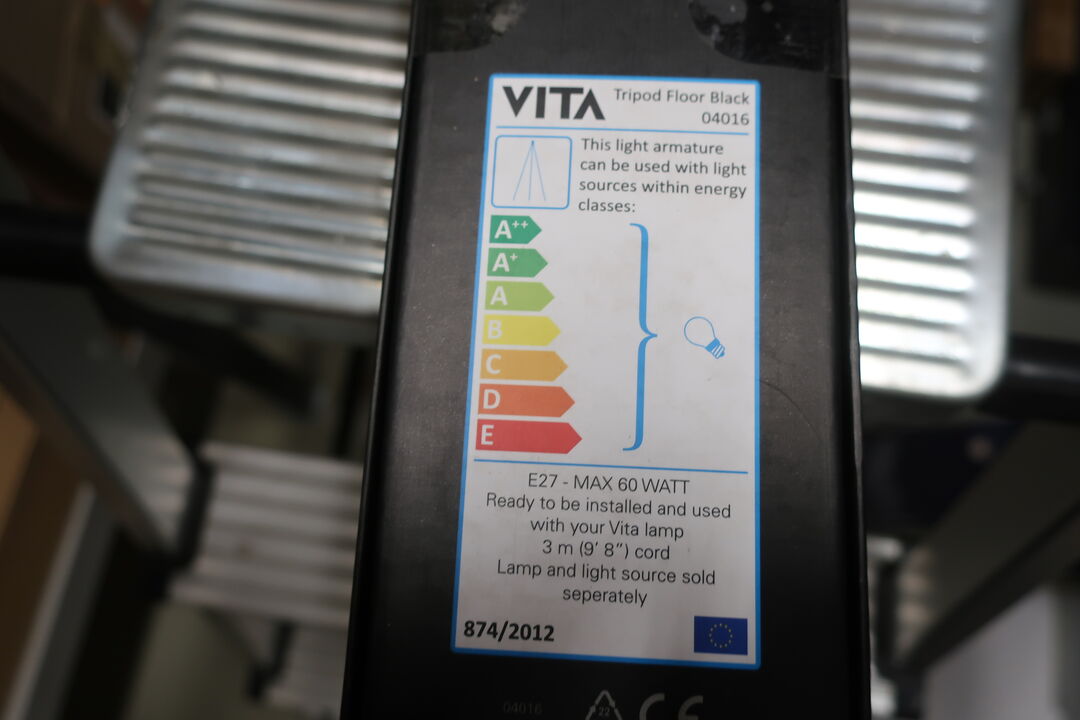 VITA
Tripod Floor Black
04016
This light armature
can be used with light
sources within energy
classes:
A++
A+
A
B
C
D
E
E27 - MAX 60 WATT
Ready to be installed and used
with your Vita lamp
3 m (9' 8") cord
Lamp and light source sold
seperately
874/2012
04016
22
CE